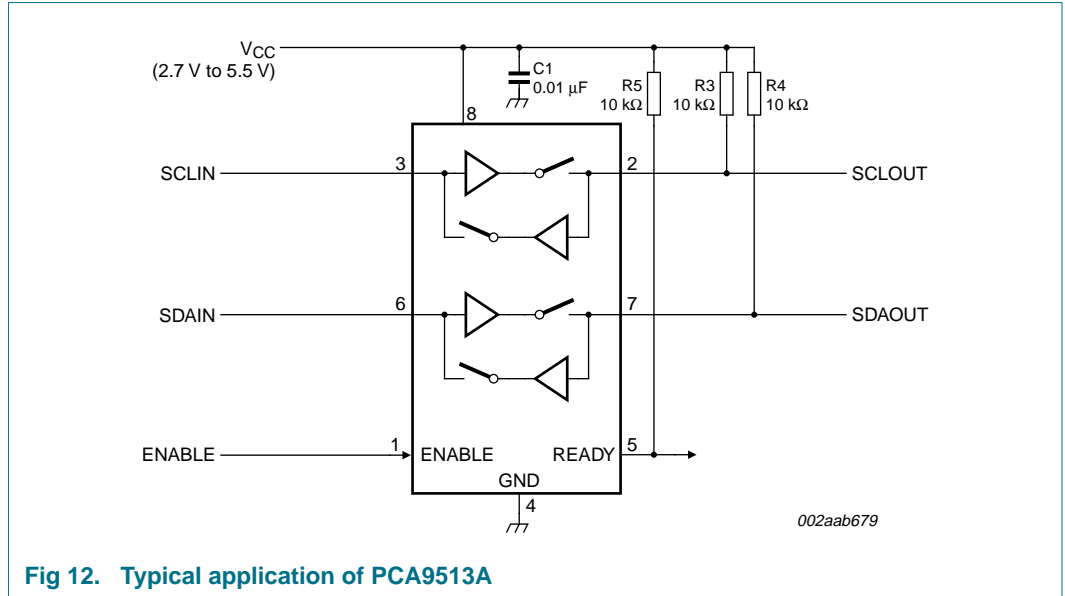 VCC
(2.7 V to 5.5 V)
C1
0.01 μF
R5
10 kΩ
R3
10 kΩ
R4
10 kΩ
8
SCLIN
3
2
SCLOUT
SDAIN
6
7
SDAOUT
ENABLE
1
ENABLE
READY
5
GND
4
002aab679
Fig 12. Typical application of PCA9513A